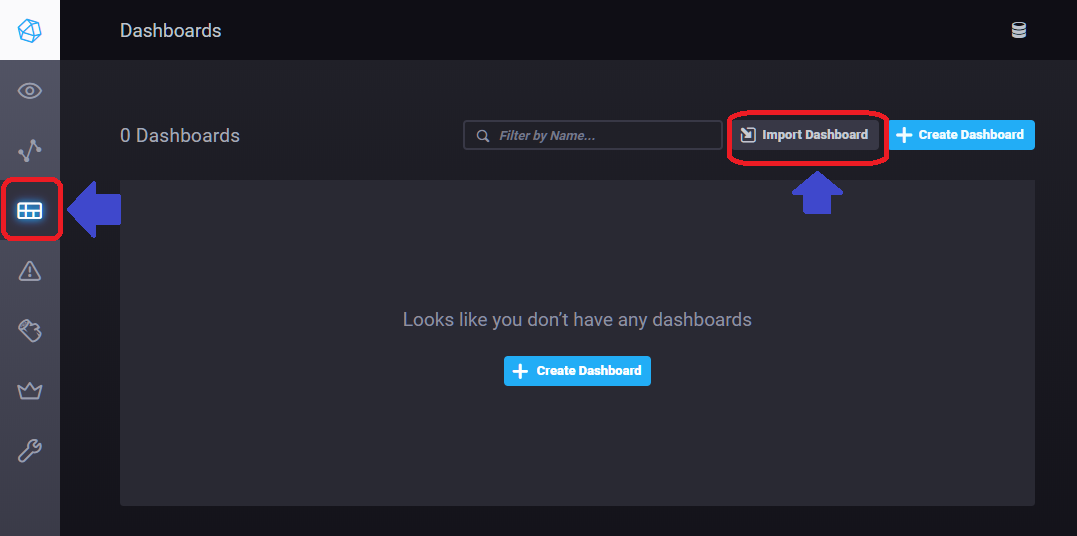 Dashboards
0 Dashboards
Filter by Name...
Import Dashboard
Create Dashboard
Looks like you don’t have any dashboards
Create Dashboard